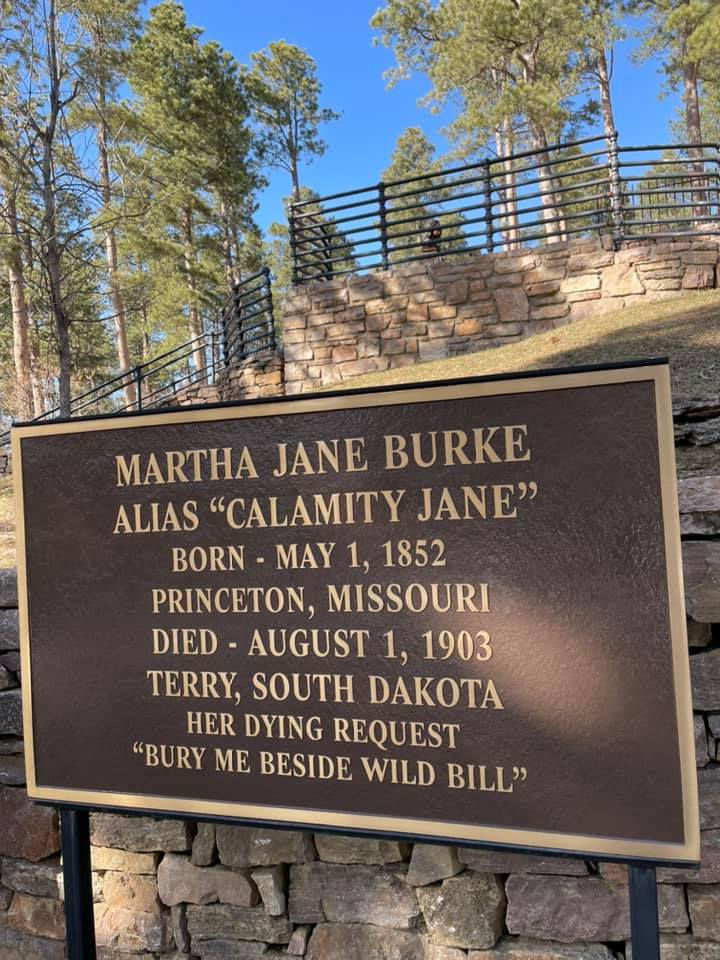 MARTHA JANE BURKE
ALIAS “CALAMITY JANE”
BORN - MAY 1, 1852
PRINCETON, MISSOURI
DIED - AUGUST 1, 1903
TERRY, SOUTH DAKOTA
HER DYING REQUEST
“BURY ME BESIDE WILD BILL”